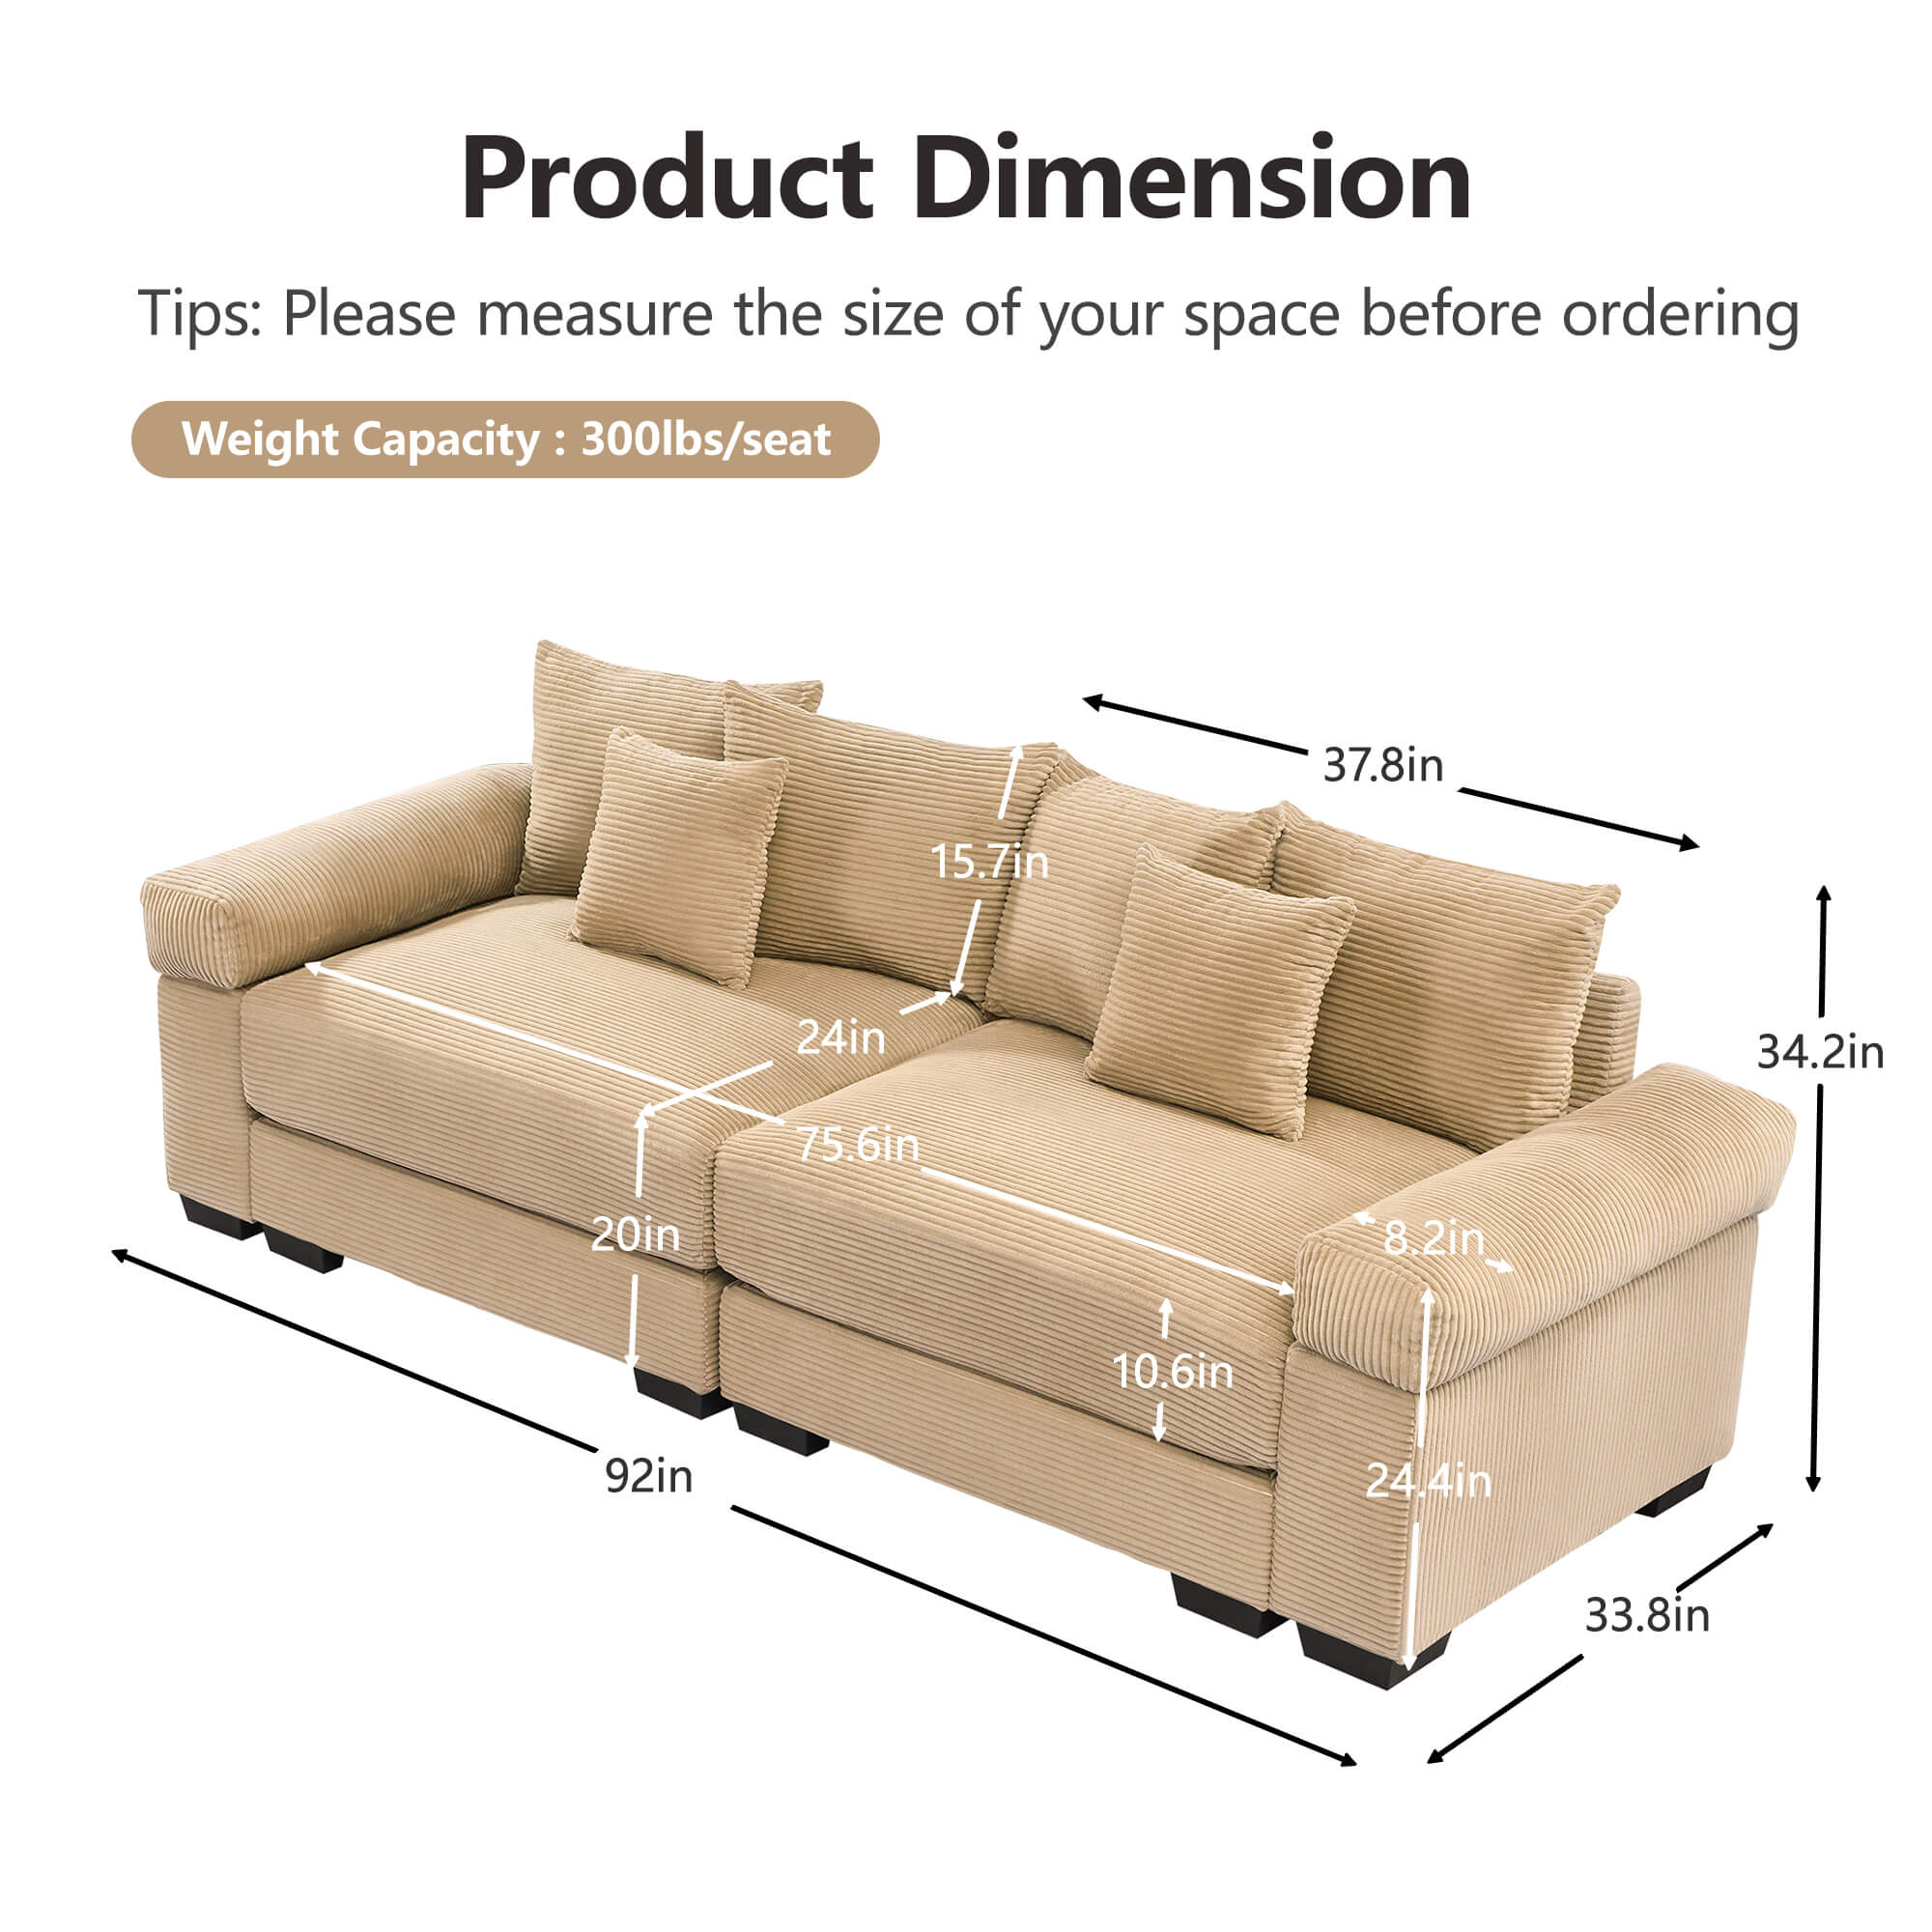 Product Dimension
Tips: Please measure the size of your space before ordering
Weight Capacity : 300lbs/seat
37.8in
15.7in
34.2in
24in
75.6in
20in
8.2in
10.6in
92in
24.4in
33.8in